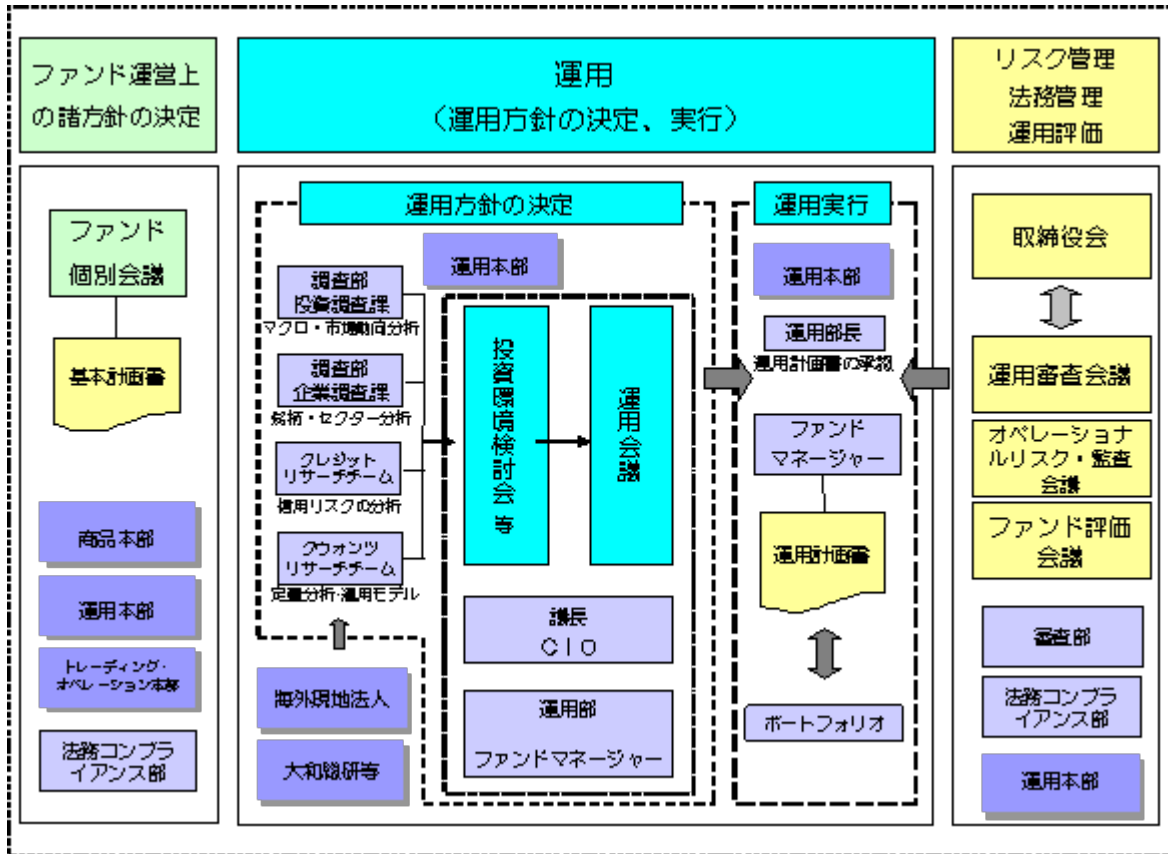 ファンド運営上
の諸方針の決定
運用
(運用方針の決定、実行)
リスク管理
法務管理
運用評価
ファンド
個別会議
基本計画書
商品本部
運用本部
トレーディング・
オペレーション本部
法務コンプラ
イアンス部
運用方針の決定
運用本部
調査部
投資調査課
マクロ・市場動向分析
調査部
企業調査課
銘柄・セクター分析
クレジット
リサーチチーム
信用リスクの分析
クウォンツ
リサーチチーム
定量分析・運用モデル
海外現地法人
大和総研等
投資環境検討会 等
運用会議
議長
CIO
運用部
ファンドマネージャー
運用実行
運用本部
運用部長
運用計画書の承認
ファンド
マネージャー
運用計画書
ポートフォリオ
取締役会
運用審査会議
オペレーショナ
ルリスク・監査
会議
ファンド評価
会議
審査部
法務コンプラ
イアンス部
運用本部